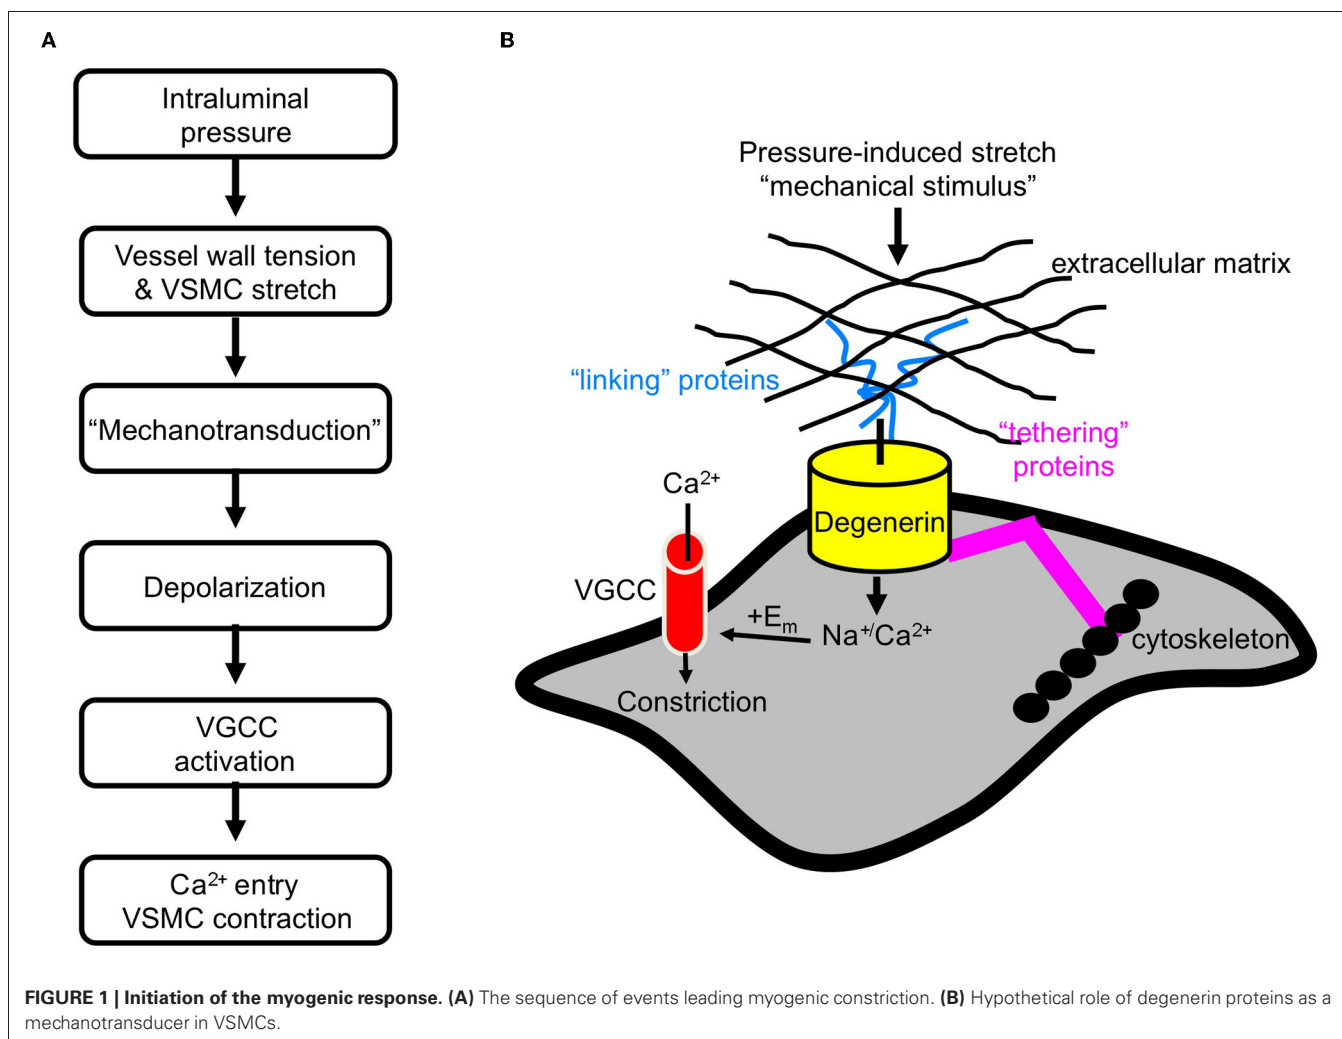 A
Intraluminal
pressure
Vessel wall tension
& VSMC stretch
“Mechanotransduction”
Depolarization
VGCC
activation
Ca²⁺ entry
VSMC contraction
B
Pressure-induced stretch
“mechanical stimulus”
extracellular matrix
“linking” proteins
“tethering”
proteins
Ca²⁺
Degenerin
VGCC
+Eₘ
Na⁺/Ca²⁺
cytoskeleton
Constriction
FIGURE 1 | Initiation of the myogenic response. (A) The sequence of events leading myogenic constriction. (B) Hypothetical role of degenerin proteins as a
mechanotransducer in VSMCs.